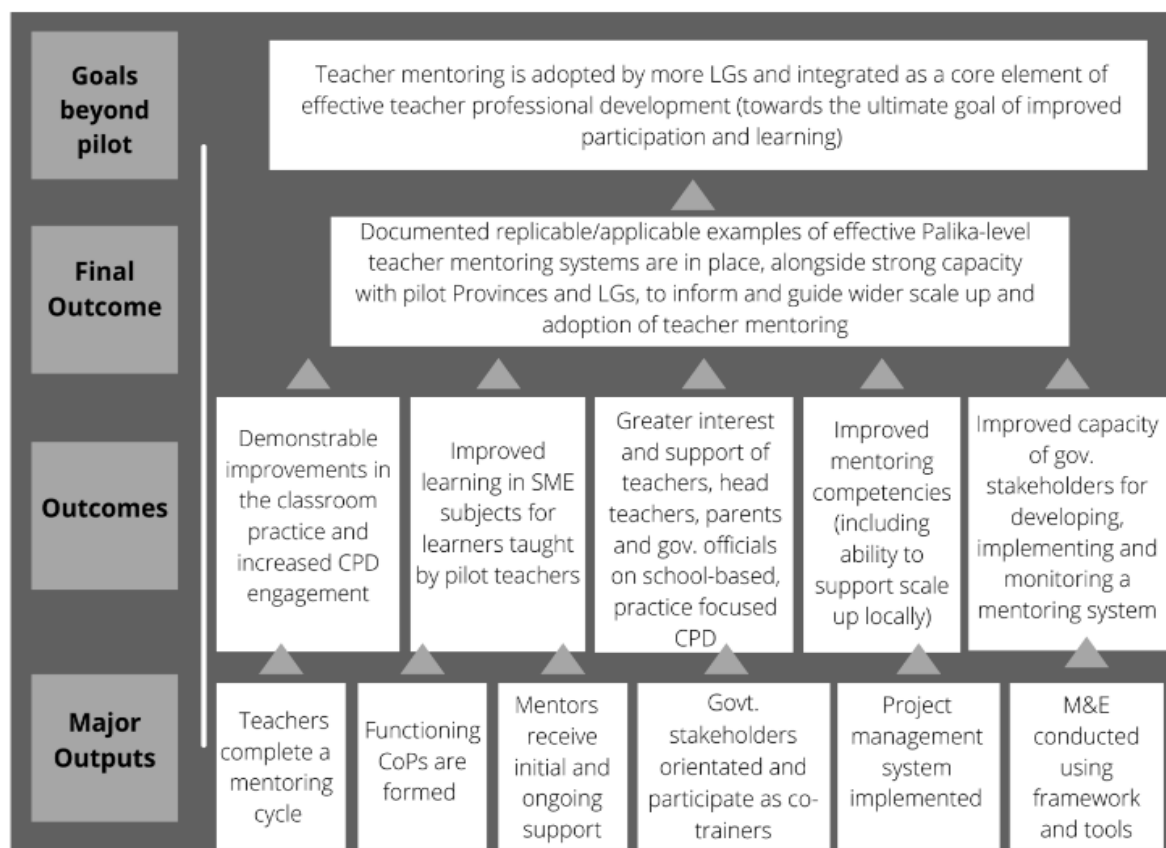 Goals
beyond
pilot
Teacher mentoring is adopted by more LGs and integrated as a core element of
effective teacher professional development (towards the ultimate goal of improved
participation and learning)
Final
Outcome
Documented replicable/applicable examples of effective Palika-level
teacher mentoring systems are in place, alongside strong capacity
with pilot Provinces and LGs, to inform and guide wider scale up and
adoption of teacher mentoring
Outcomes
Demonstrable
improvements in
the classroom
practice and
increased CPD
engagement
Improved
learning in SME
subjects for
learners taught
by pilot teachers
Greater interest
and support of
teachers, head
teachers, parents
and gov. officials
on school-based,
practice focused
CPD
Improved
mentoring
competencies
(including
ability to
support scale
up locally)
Improved capacity
of gov.
stakeholders for
developing,
implementing and
monitoring a
mentoring system
Major
Outputs
Teachers
complete a
mentoring
cycle
Functioning
CoPs are
formed
Mentors
receive
initial and
ongoing
support
Govt.
stakeholders
orientated and
participate as co-
trainers
Project
management
system
implemented
M&E
conducted
using
framework
and tools